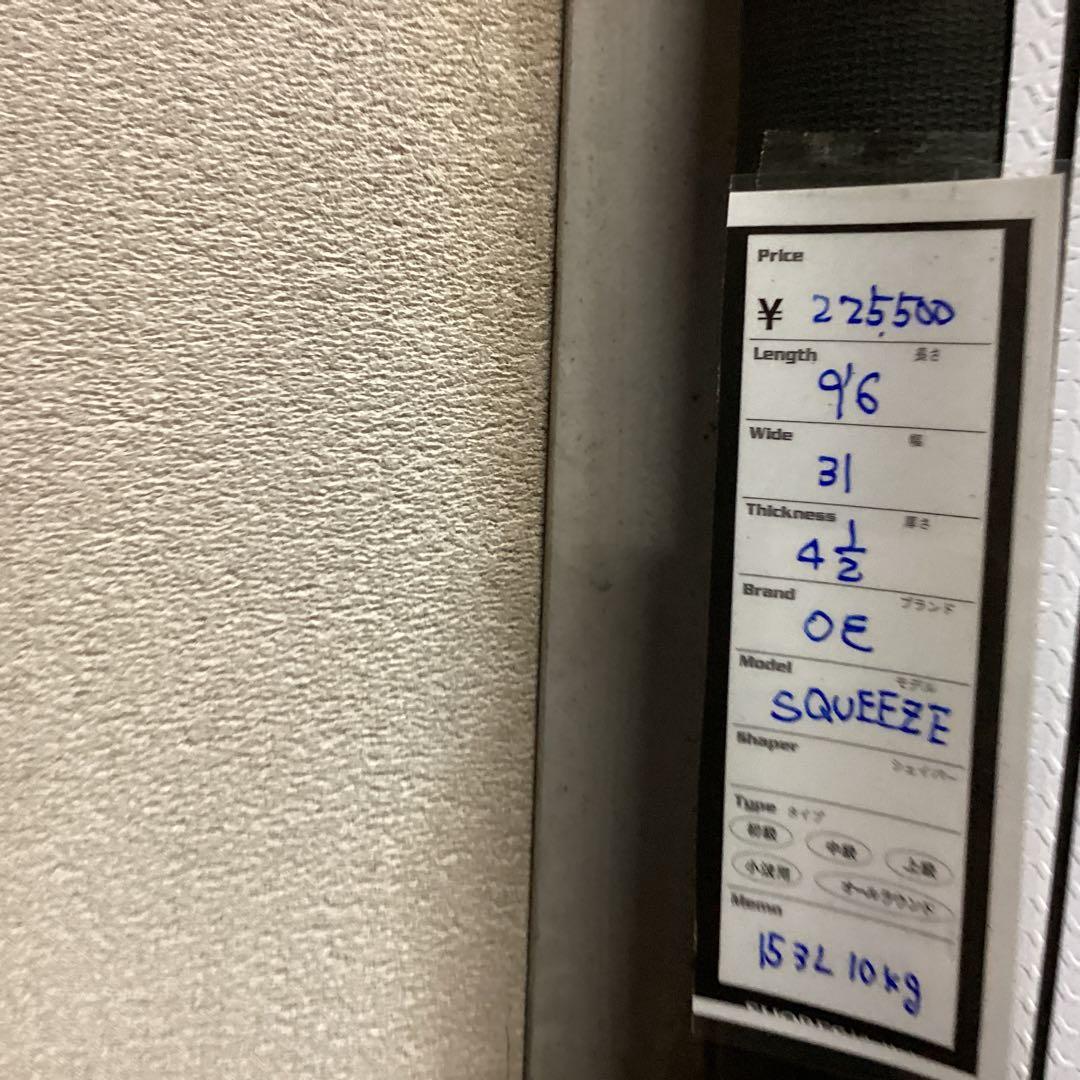 Price
¥ 225,500
Length 長さ
9'6
Wide 幅
31
Thickness 厚さ
4 1/2
Brand ブランド
OE
Model モデル
SQUEEZE
Shaper シェイパー
Type タイプ
初級 中級 上級
小波用 オールラウンド
Memo
153L 10kg